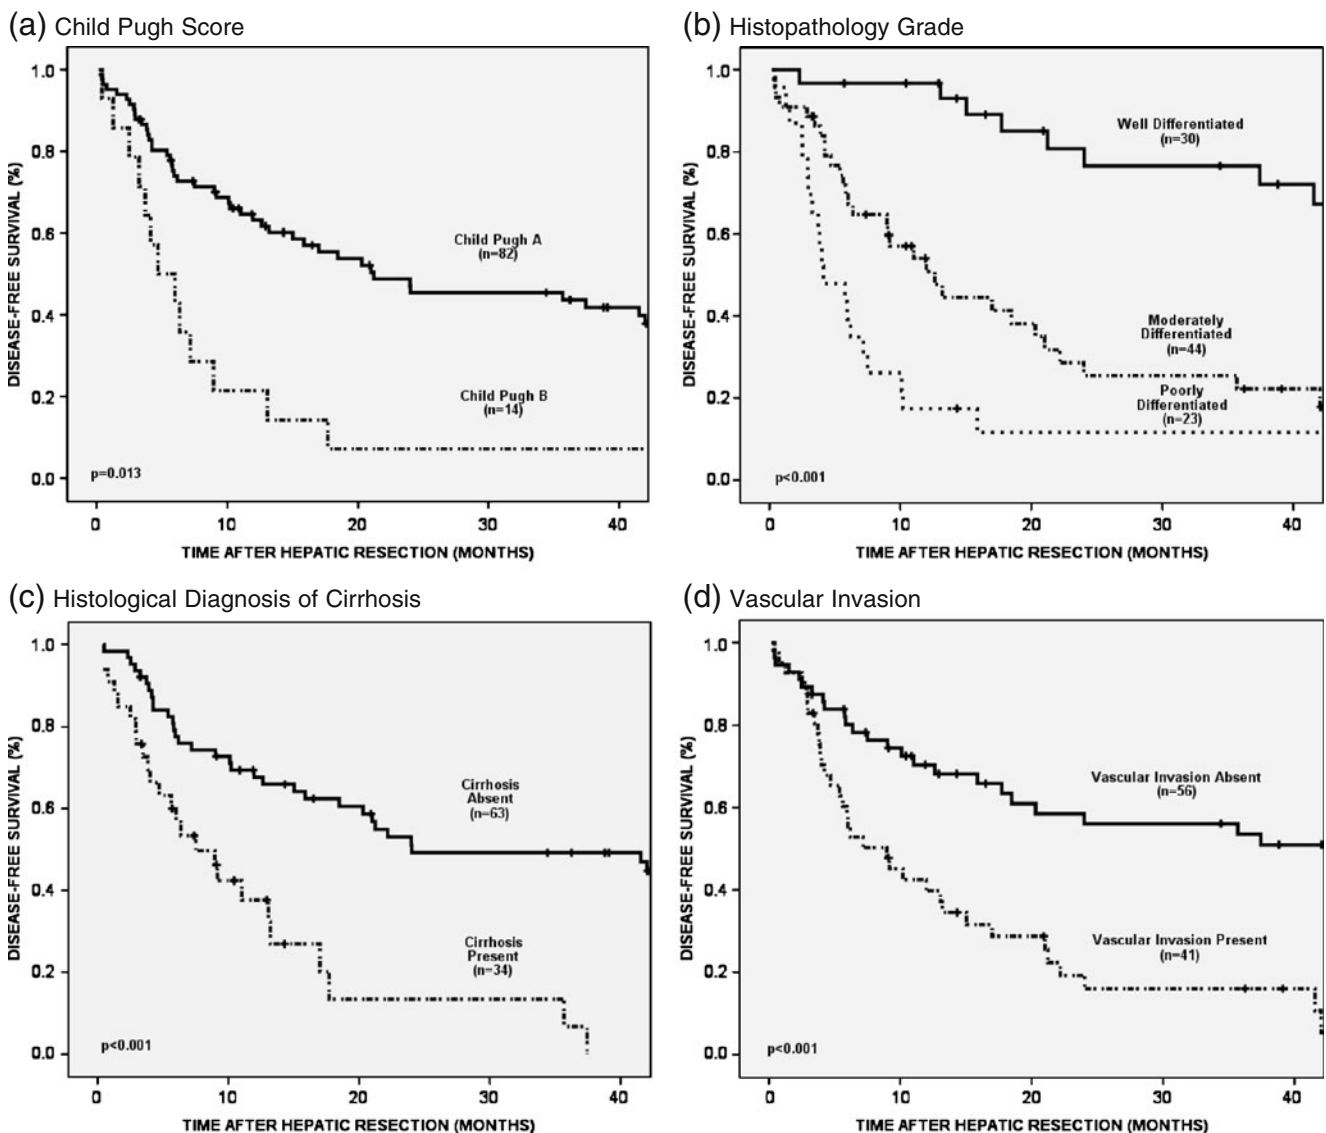 (a) Child Pugh Score
DISEASE-FREE SURVIVAL (%)
1.0
0.8
0.6
0.4
0.2
0.0
Child Pugh A
(n=82)
Child Pugh B
(n=14)
p=0.013
0 10 20 30 40
TIME AFTER HEPATIC RESECTION (MONTHS)
(b) Histopathology Grade
DISEASE-FREE SURVIVAL (%)
1.0
0.8
0.6
0.4
0.2
0.0
Well Differentiated
(n=30)
Moderately
Differentiated
(n=44)
Poorly
Differentiated
(n=23)
p<0.001
0 10 20 30 40
TIME AFTER HEPATIC RESECTION (MONTHS)
(c) Histological Diagnosis of Cirrhosis
DISEASE-FREE SURVIVAL (%)
1.0
0.8
0.6
0.4
0.2
0.0
Cirrhosis
Absent
(n=63)
Cirrhosis
Present
(n=34)
p<0.001
0 10 20 30 40
TIME AFTER HEPATIC RESECTION (MONTHS)
(d) Vascular Invasion
DISEASE-FREE SURVIVAL (%)
1.0
0.8
0.6
0.4
0.2
0.0
Vascular Invasion Absent
(n=56)
Vascular Invasion Present
(n=41)
p<0.001
0 10 20 30 40
TIME AFTER HEPATIC RESECTION (MONTHS)